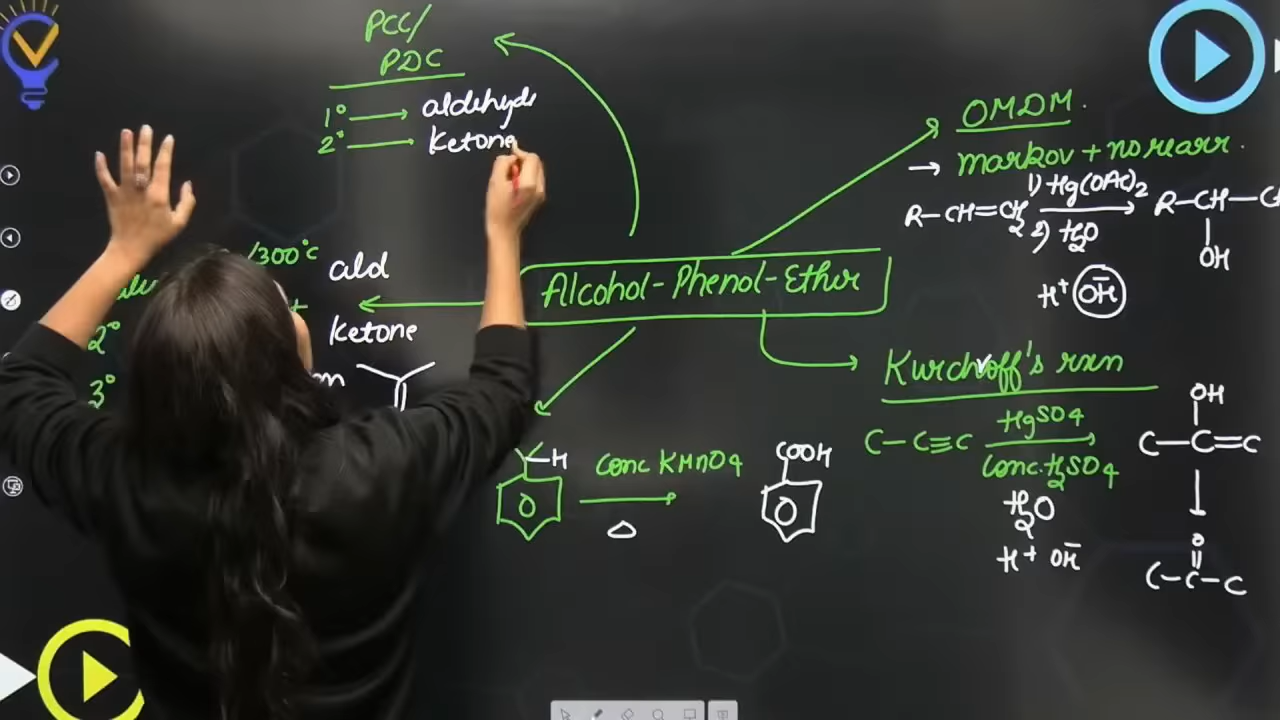 PCC/
PDC
1° → aldehyde
2° → Ketone
/300°C
ald
2°
Ketone
3°
Alcohol-Phenol-Ether
OMDM.
→ Markov + no rearr.
R-CH=CH2
1) Hg(OAc)2
2) H2O
R-CH-
OH
H+ OH-
Kurchoff's rxn
C-C≡C
HgSO4
Conc. H2SO4
H2O
H+ OH-
OH
C-C=C
O
C-C-C
H
Conc KMnO4
△
COOH